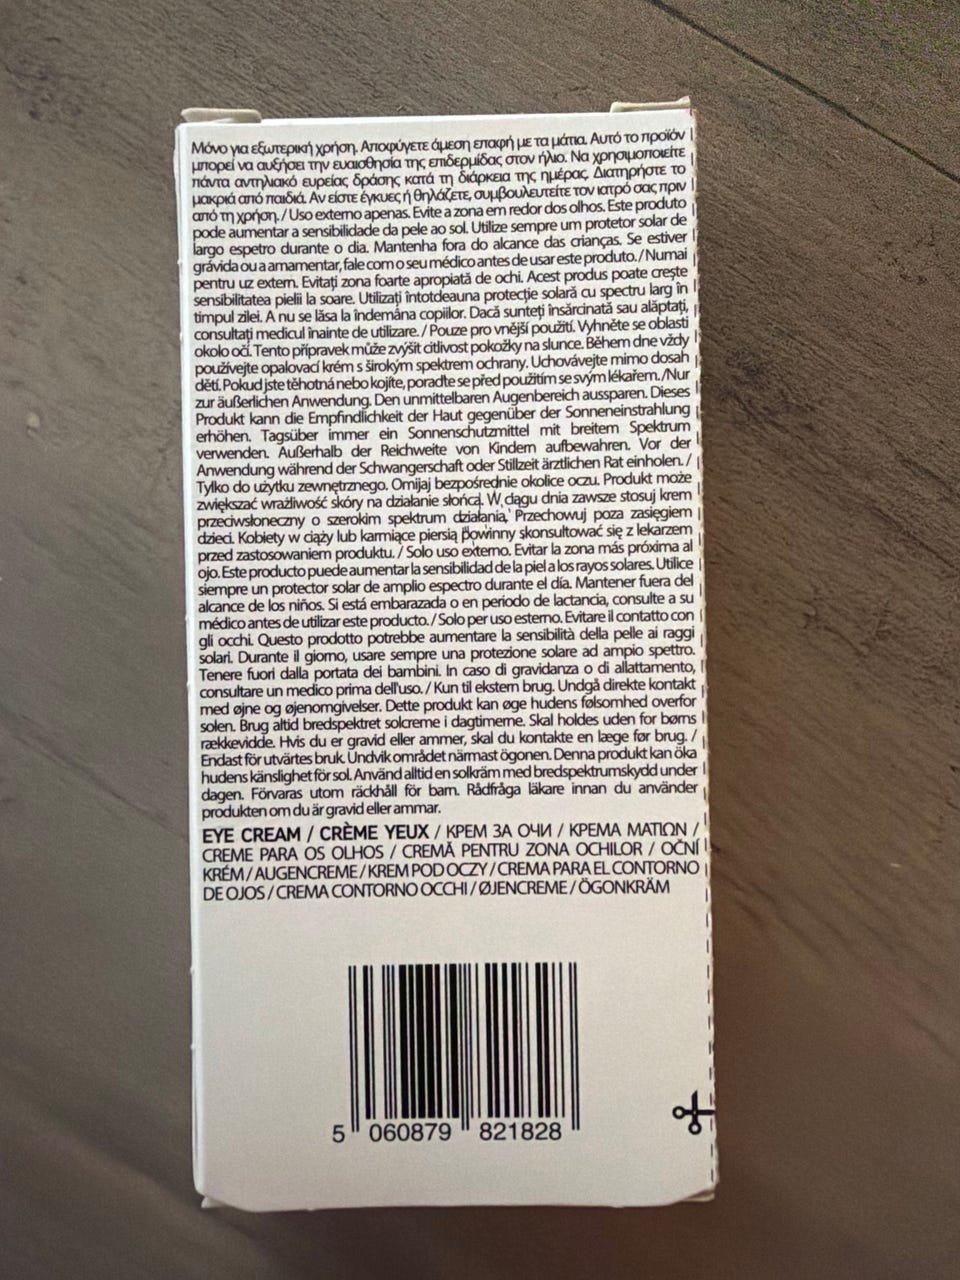 Μόνο για εξωτερική χρήση. Αποφύγετε άμεση επαφή με τα μάτια. Αυτό το προϊόν
μπορεί να αυξήσει την ευαισθησία της επιδερμίδας στον ήλιο. Να χρησιμοποιείτε
πάντα αντηλιακό ευρείας δράσης κατά τη διάρκεια της ημέρας. Διατηρήστε το
μακριά από παιδιά. Αν είστε έγκυες ή θηλάζετε, συμβουλευτείτε τον ιατρό σας πριν
από τη χρήση. / Uso externo apenas. Evite a zona em redor dos olhos. Este produto
pode aumentar a sensibilidade da pele ao sol. Utilize sempre um protetor solar de
largo espetro durante o dia. Mantenha fora do alcance das crianças. Se estiver
grávida ou a amamentar, fale com o seu médico antes de usar este produto. / Numai
pentru uz extern. Evitați zona foarte apropiată de ochi. Acest produs poate crește
sensibilitatea pielii la soare. Utilizați întotdeauna protecție solară cu spectru larg în
timpul zilei. A nu se lăsa la îndemâna copiilor. Dacă sunteți însărcinată sau alăptați,
consultați medicul înainte de utilizare. / Pouze pro vnější použití. Vyhněte se oblasti
okolo očí. Tento přípravek může zvýšit citlivost pokožky na slunce. Během dne vždy
používejte opalovací krém s širokým spektrem ochrany. Uchovávejte mimo dosah
dětí. Pokud jste těhotná nebo kojíte, poraďte se před použitím se svým lékařem. /Nur
zur äußerlichen Anwendung. Den unmittelbaren Augenbereich aussparen. Dieses
Produkt kann die Empfindlichkeit der Haut gegenüber der Sonneneinstrahlung
erhöhen. Tagsüber immer ein Sonnenschutzmittel mit breitem Spektrum
verwenden. Außerhalb der Reichweite von Kindern aufbewahren. Vor der
Anwendung während der Schwangerschaft oder Stillzeit ärztlichen Rat einholen. /
Tylko do użytku zewnętrznego. Omijaj bezpośrednie okolice oczu. Produkt może
zwiększać wrażliwość skóry na działanie słońca. W ciągu dnia zawsze stosuj krem
przeciwsłoneczny o szerokim spektrum działania. Przechowuj poza zasięgiem
dzieci. Kobiety w ciąży lub karmiące piersią powinny skonsultować się z lekarzem
przed zastosowaniem produktu. / Solo uso externo. Evitar la zona más próxima al
ojo. Este producto puede aumentar la sensibilidad de la piel a los rayos solares. Utilice
siempre un protector solar de amplio espectro durante el día. Mantener fuera del
alcance de los niños. Si está embarazada o en periodo de lactancia, consulte a su
médico antes de utilizar este producto. / Solo per uso esterno. Evitare il contatto con
gli occhi. Questo prodotto potrebbe aumentare la sensibilità della pelle ai raggi
solari. Durante il giorno, usare sempre una protezione solare ad ampio spettro.
Tenere fuori dalla portata dei bambini. In caso di gravidanza o di allattamento,
consultare un medico prima dell'uso. / Kun til ekstern brug. Undgå direkte kontakt
med øjne og øjenomgivelser. Dette produkt kan øge hudens følsomhed overfor
solen. Brug altid bredspektret solcreme i dagtimerne. Skal holdes uden for børns
rækkevidde. Hvis du er gravid eller ammer, skal du kontakte en læge før brug. /
Endast för utvärtes bruk. Undvik området närmast ögonen. Denna produkt kan öka
hudens känslighet för sol. Använd alltid en solkräm med bredspektrumskydd under
dagen. Förvaras utom räckhåll för barn. Rådfråga läkare innan du använder
produkten om du är gravid eller ammar.
EYE CREAM / CRÈME YEUX / КРЕМ ЗА ОЧИ / ΚΡΕΜΑ ΜΑΤΙΩΝ /
CREME PARA OS OLHOS / CREMĂ PENTRU ZONA OCHILOR / OČNÍ
KRÉM / AUGENCREME / KREM POD OCZY / CREMA PARA EL CONTORNO
DE OJOS / CREMA CONTORNO OCCHI / ØJENCREME / ÖGONKRÄM
5 060879 821828